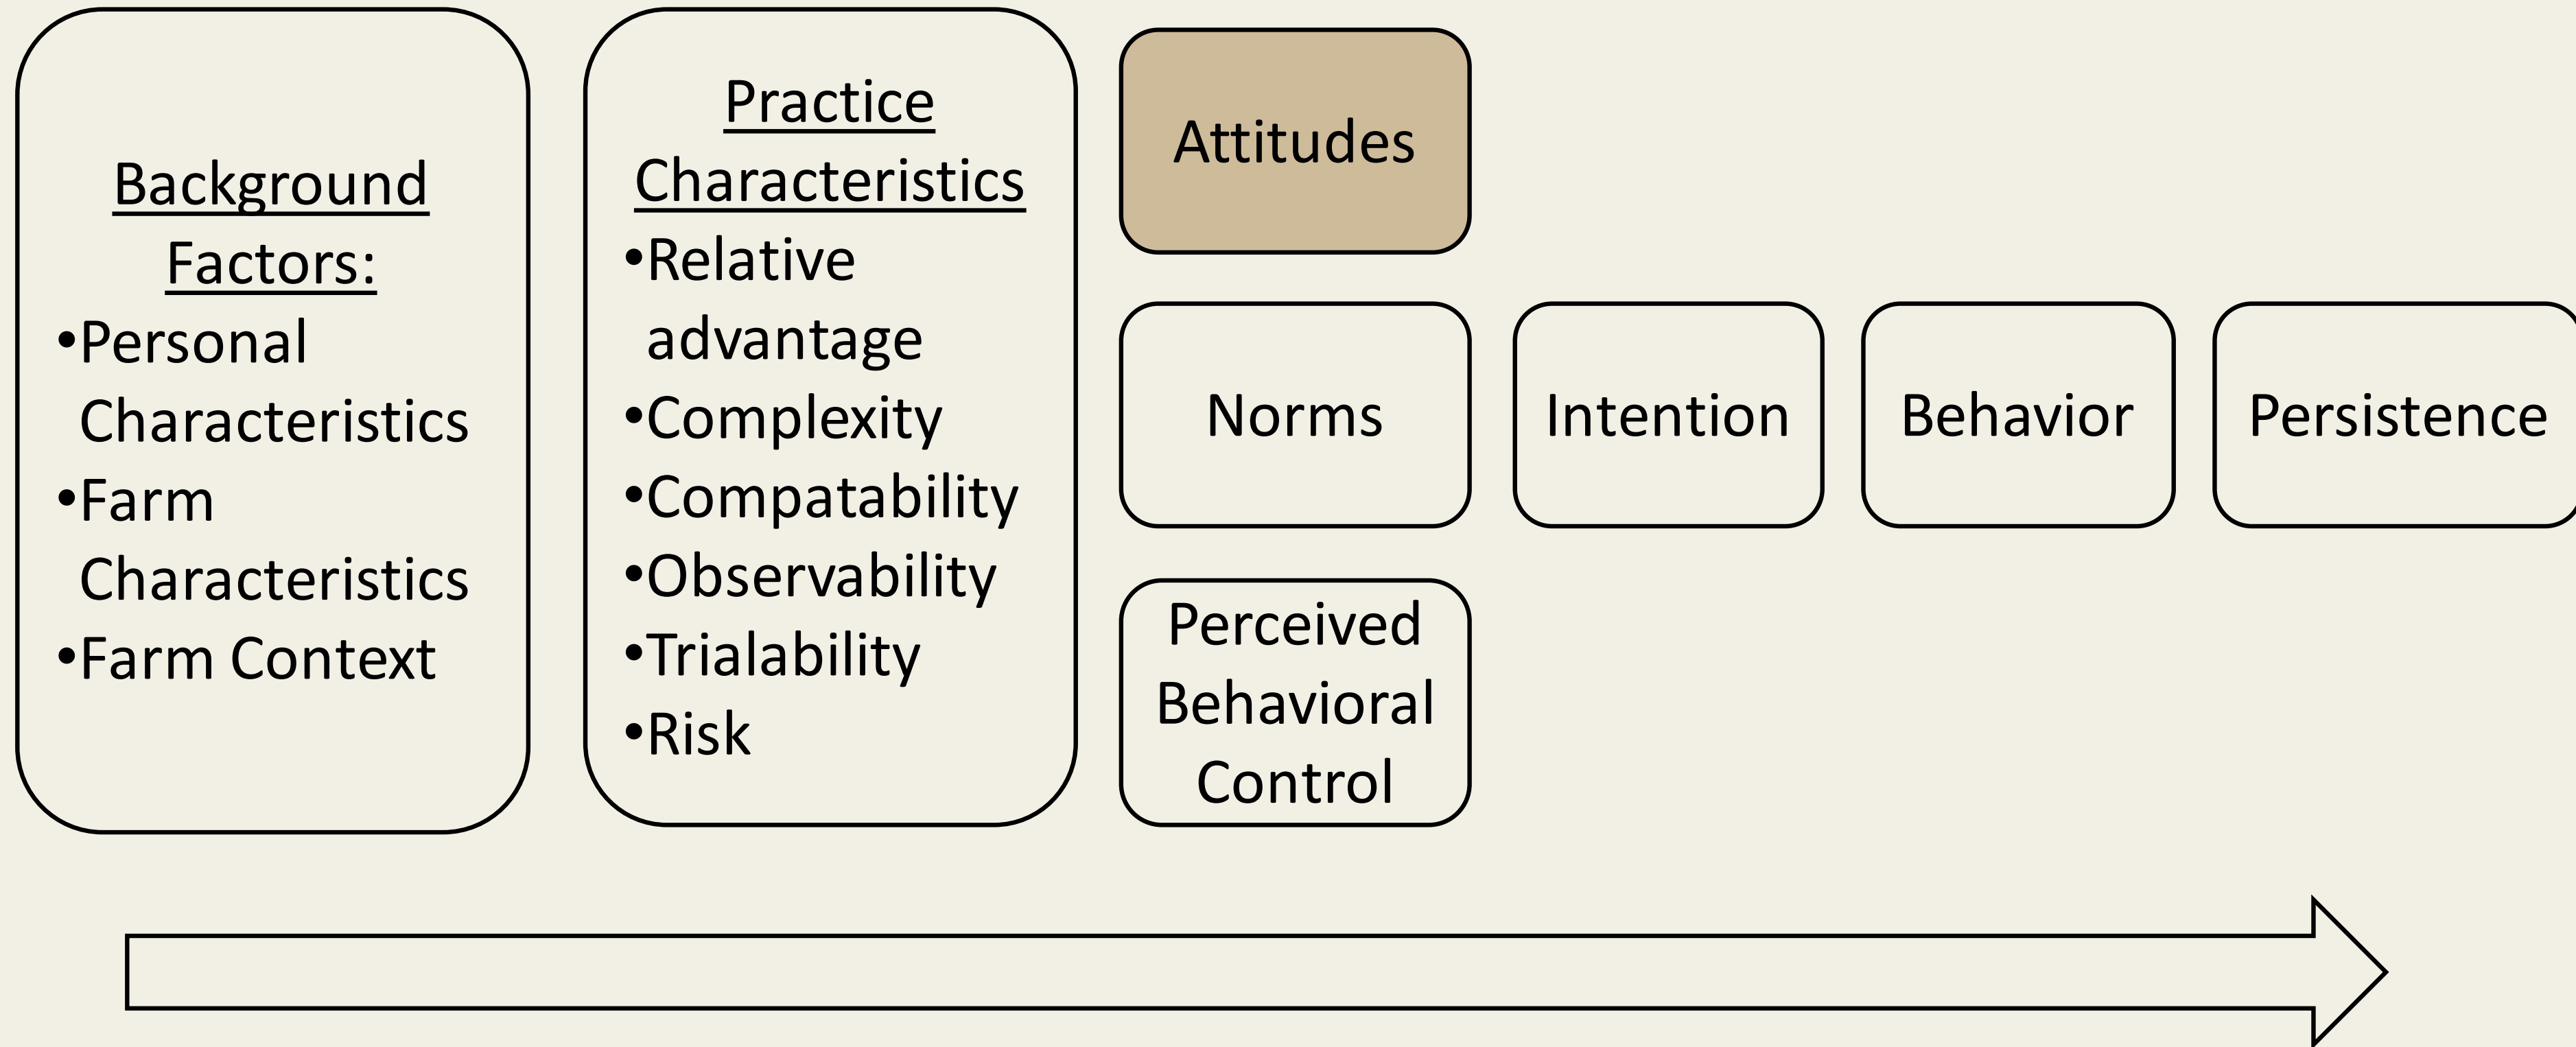 Background
Factors:
•Personal
Characteristics
•Farm
Characteristics
•Farm Context
Practice
Characteristics
•Relative
advantage
•Complexity
•Compatability
•Observability
•Trialability
•Risk
Attitudes
Norms
Perceived
Behavioral
Control
Intention
Behavior
Persistence